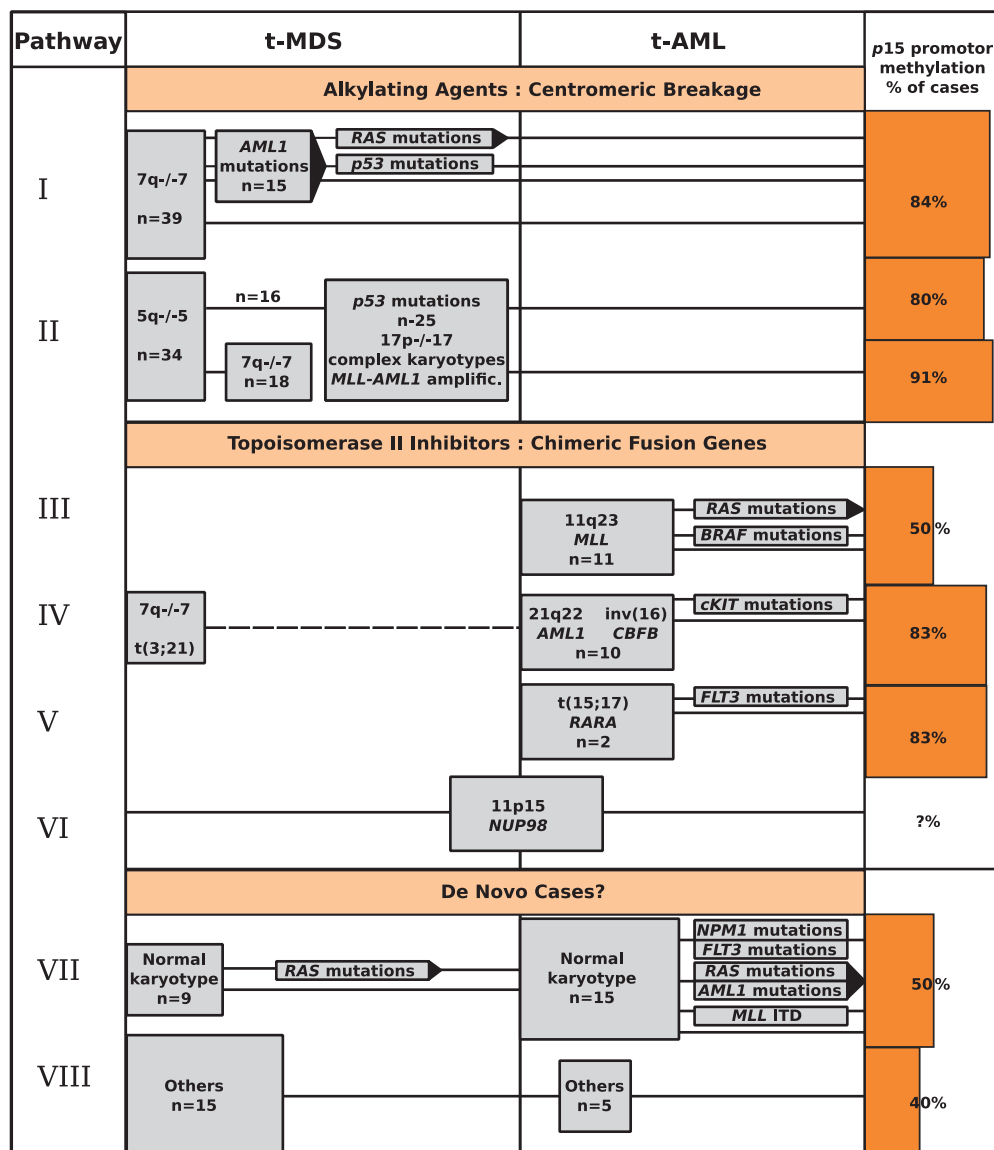 Pathway
t-MDS
t-AML
p15 promotor
methylation
% of cases
Alkylating Agents : Centromeric Breakage
I
7q-/-7
n=39
AML1
mutations
n=15
RAS mutations
p53 mutations
84%
II
5q-/-5
n=34
n=16
7q-/-7
n=18
p53 mutations
n-25
17p-/-17
complex karyotypes
MLL-AML1 amplific.
80%
91%
Topoisomerase II Inhibitors : Chimeric Fusion Genes
III
11q23
MLL
n=11
RAS mutations
BRAF mutations
50%
IV
7q-/-7
t(3;21)
21q22 inv(16)
AML1 CBFB
n=10
cKIT mutations
83%
V
t(15;17)
RARA
n=2
FLT3 mutations
83%
VI
11p15
NUP98
?%
De Novo Cases?
VII
Normal
karyotype
n=9
RAS mutations
Normal
karyotype
n=15
NPM1 mutations
FLT3 mutations
RAS mutations
AML1 mutations
MLL ITD
50%
VIII
Others
n=15
Others
n=5
40%